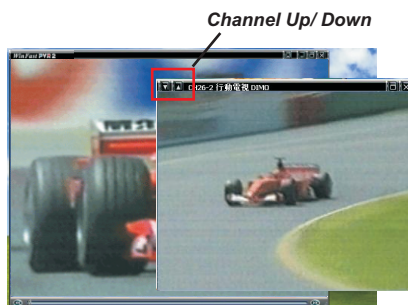 Channel Up/ Down
WinFast PVR2
CH26-2 行動電視 DIMO